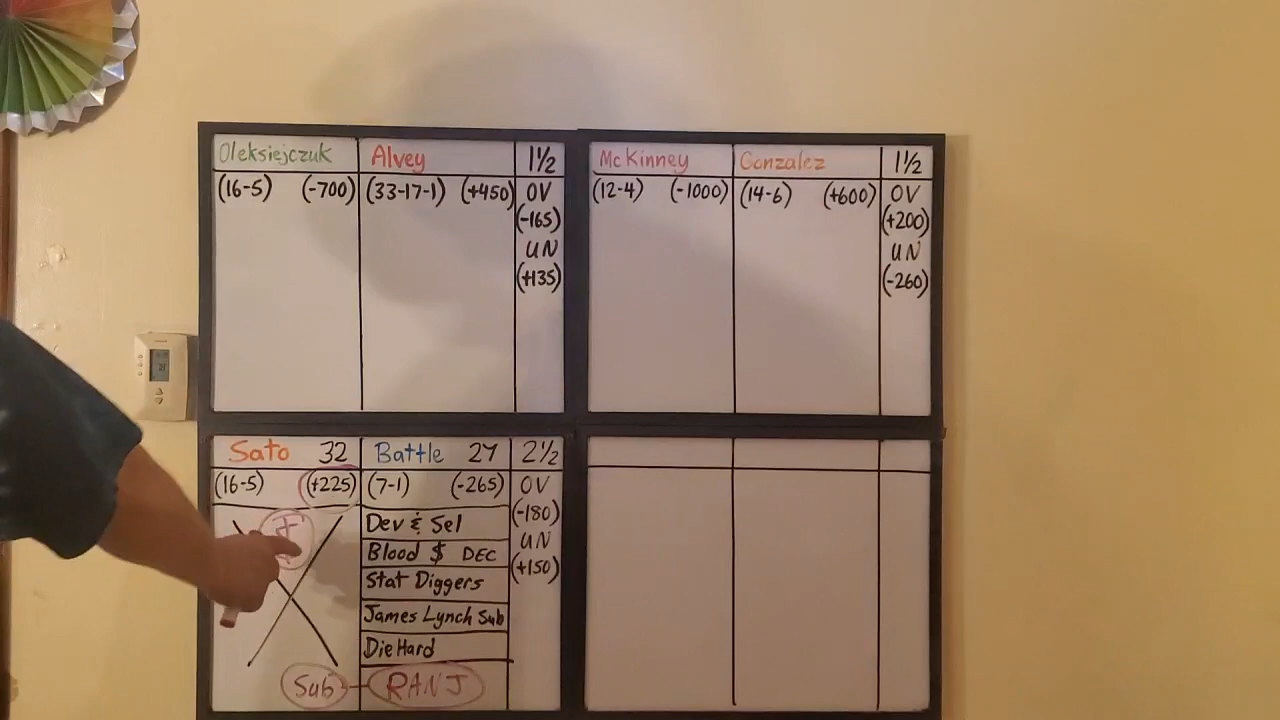 Oleksiejczuk Alvey 1½
(16-5) (-700) (33-17-1) (+450) OV
(-165)
UN
(+135)
McKinney Gonzalez 1½
(12-4) (-1000) (14-6) (+600) OV
(+200)
UN
(-260)
Sato 32 Battle 27 2½
(16-5) (+225) (7-1) (-265) OV
(-180)
UN
(+150)
Dev & Sel
Blood $ DEC
Stat Diggers
James Lynch Sub
DieHard
Sub - RANJ